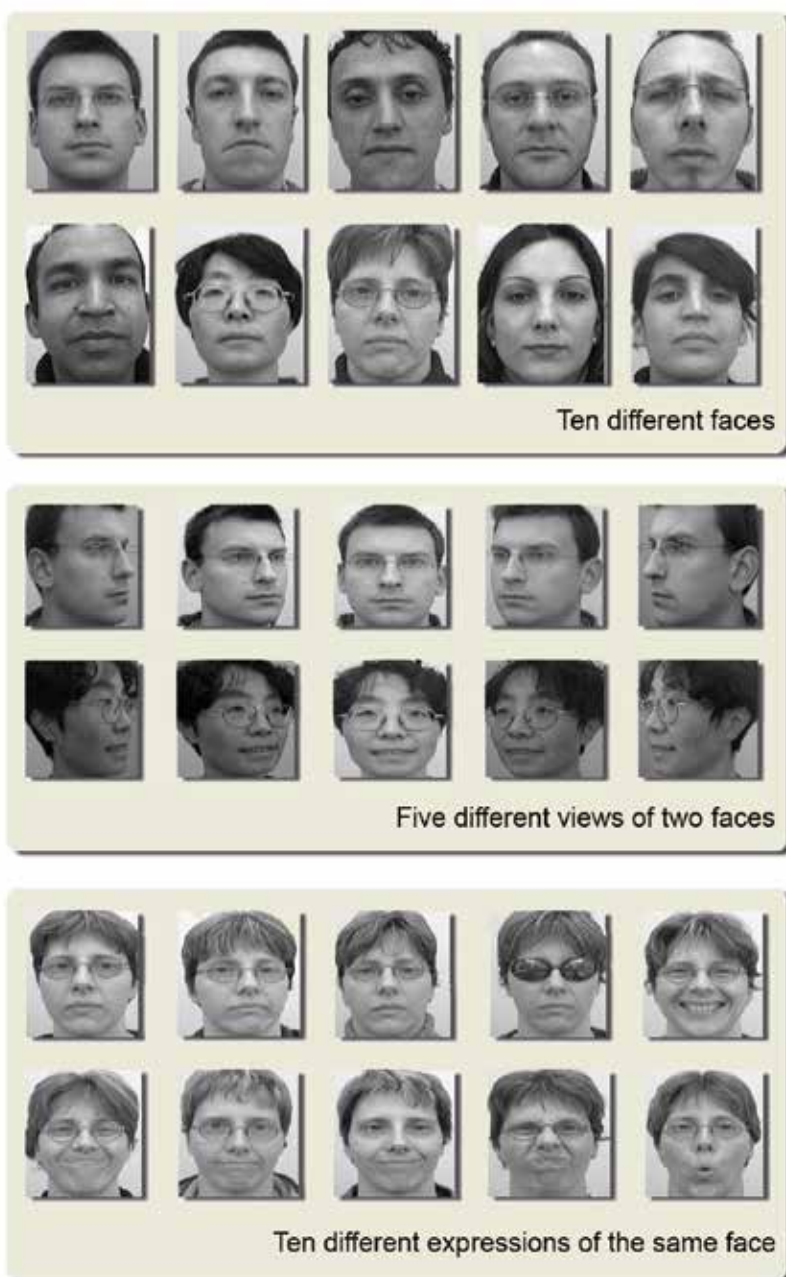 Ten different faces
Five different views of two faces
Ten different expressions of the same face